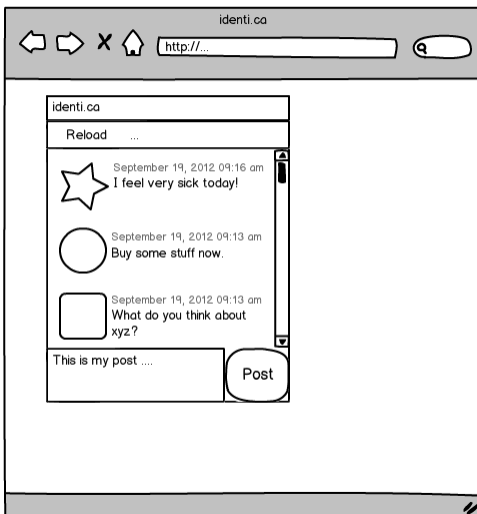 identi.ca
http://...
identi.ca
Reload ...
September 19, 2012 09:16 am
I feel very sick today!
September 19, 2012 09:13 am
Buy some stuff now.
September 19, 2012 09:13 am
What do you think about
xyz?
This is my post ....
Post